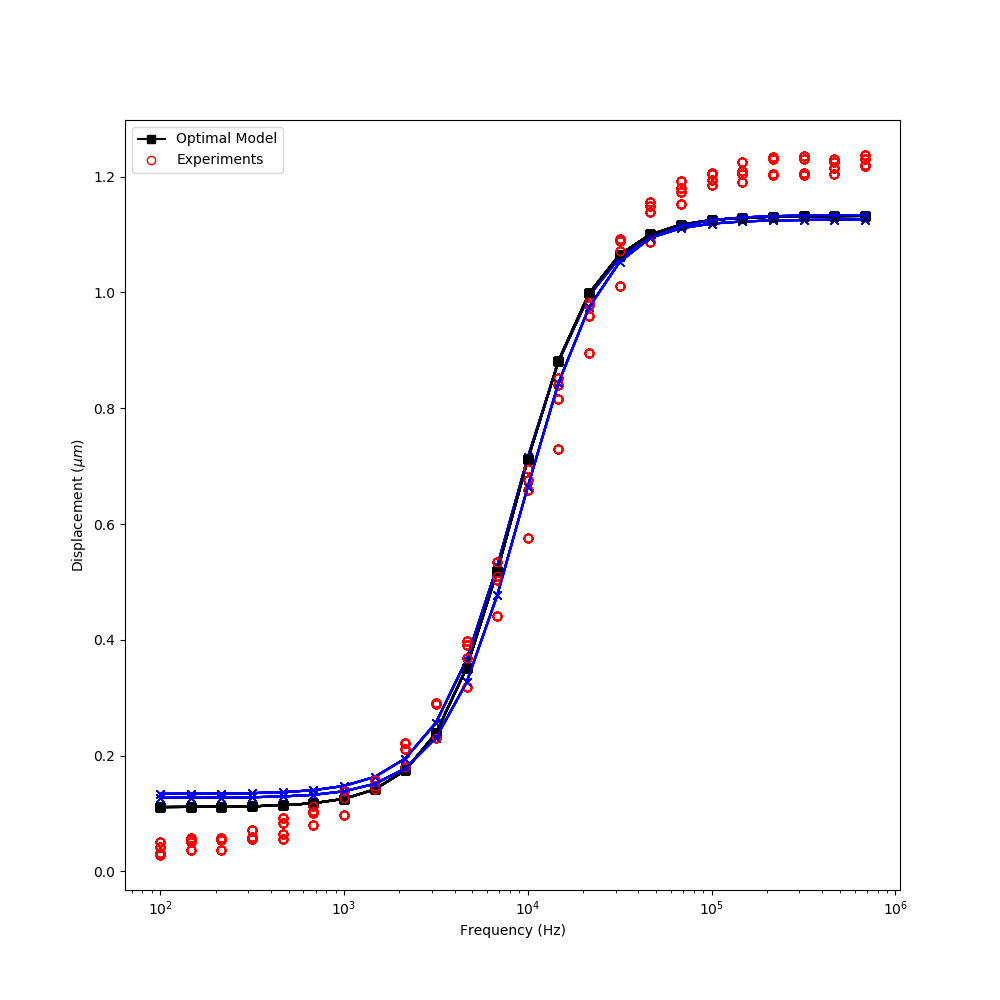 Optimal Model
Experiments
1.2
1.0
0.8
0.6
0.4
0.2
0.0
Displacement (μm)
10² 10³ 10⁴ 10⁵ 10⁶
Frequency (Hz)